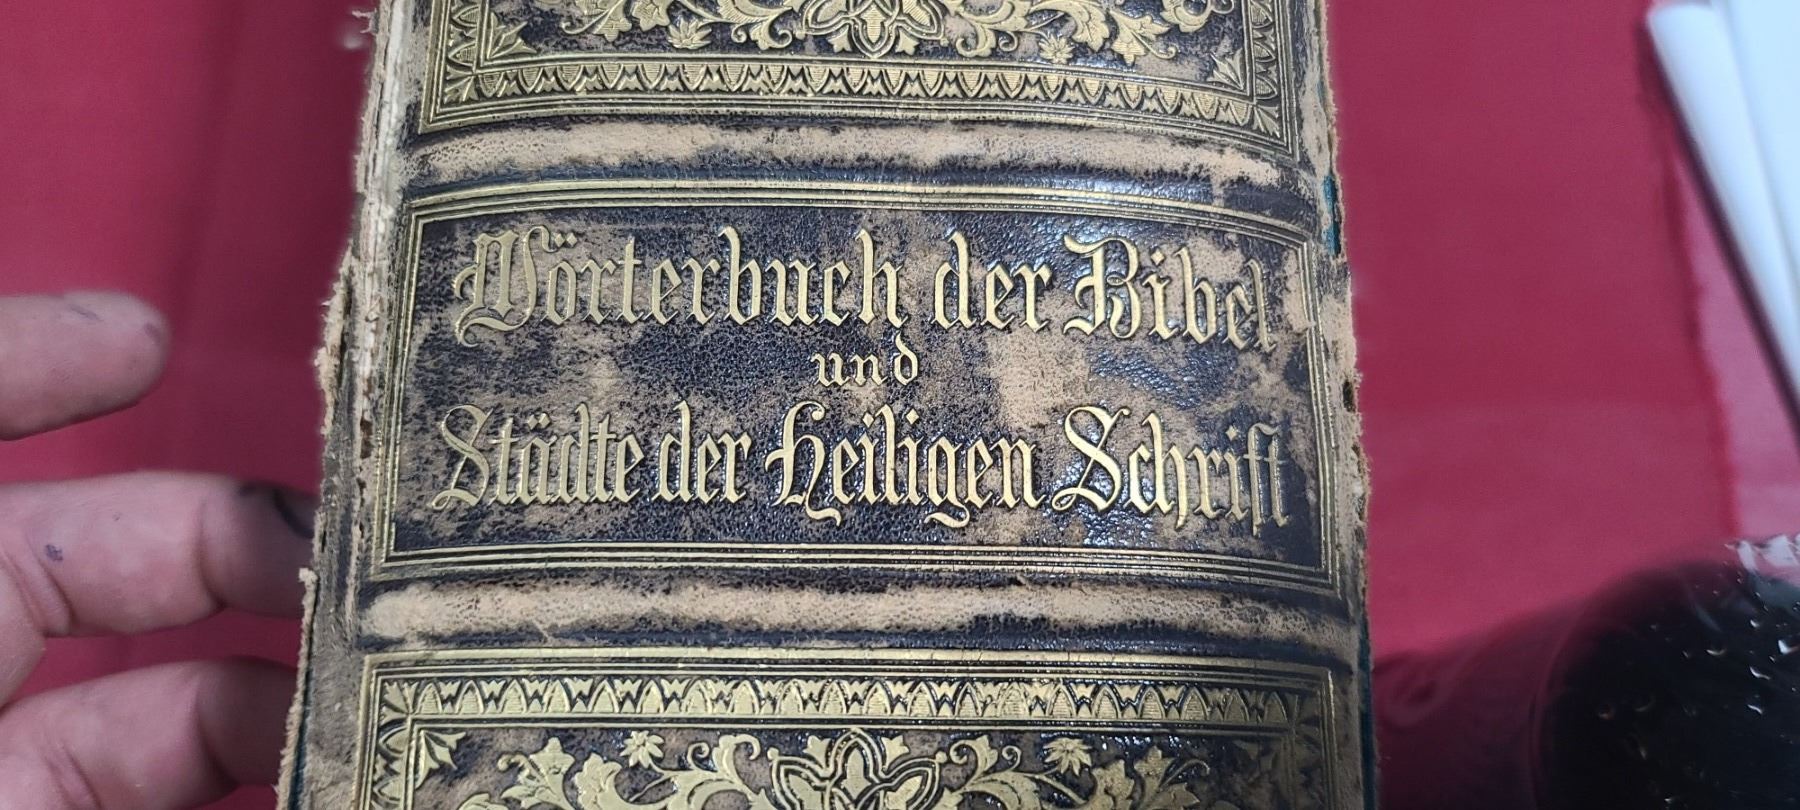 Wörterbuch der Bibel
und
Städte der Heiligen Schrift